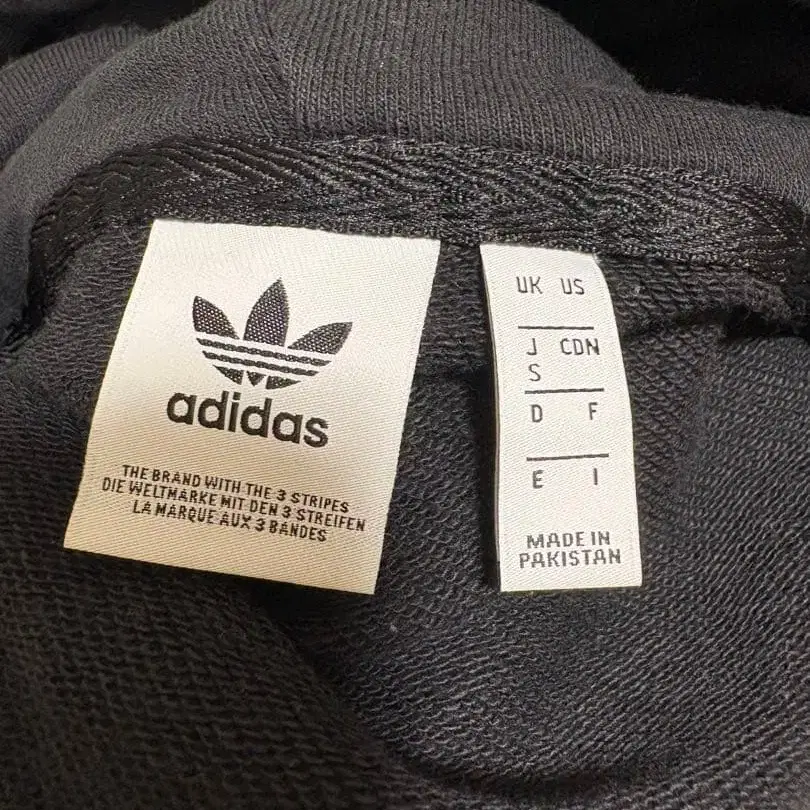 adidas
THE BRAND WITH THE 3 STRIPES
DIE WELTMARKE MIT DEN 3 STREIFEN
LA MARQUE AUX 3 BANDES
UK US
J CDN
S
D F
E I
MADE IN
PAKISTAN